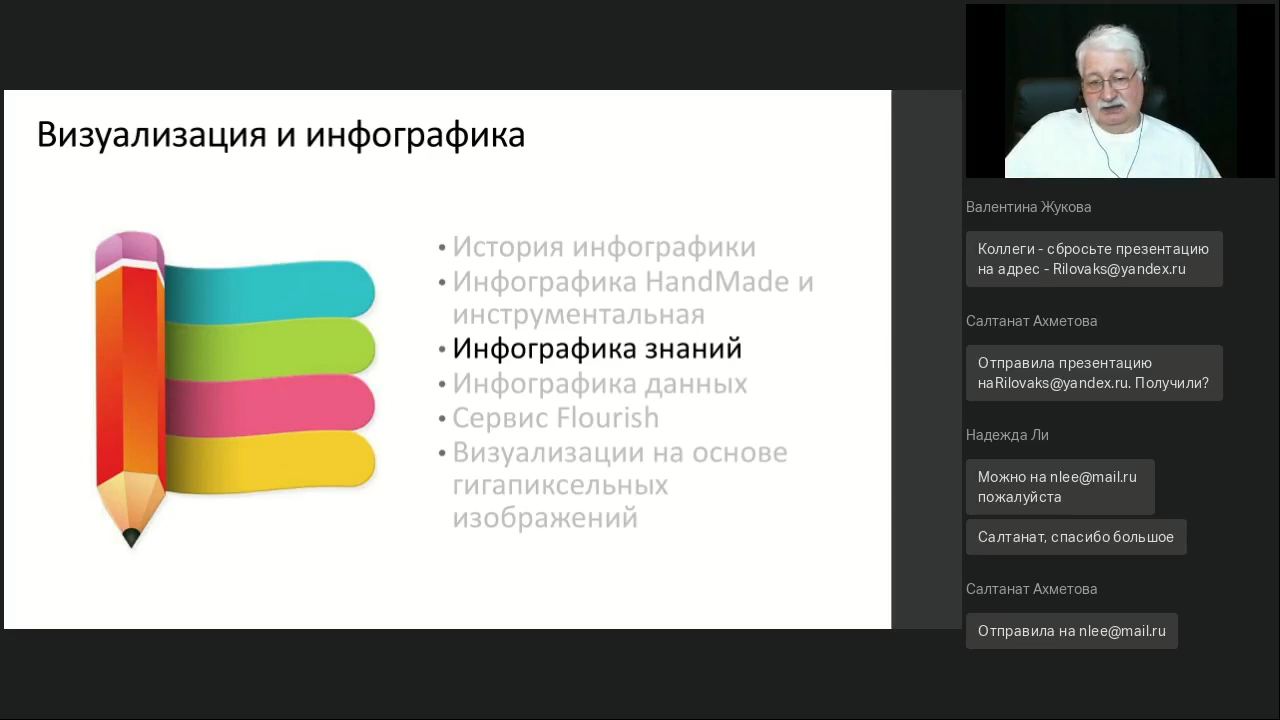 Визуализация и инфографика
• История инфографики
• Инфографика HandMade и
инструментальная
• Инфографика знаний
• Инфографика данных
• Сервис Flourish
• Визуализации на основе
гигапиксельных
изображений
Валентина Жукова
Коллеги - сбросьте презентацию
на адрес - Rilovaks@yandex.ru
Салтанат Ахметова
Отправила презентацию
наRilovaks@yandex.ru. Получили?
Надежда Ли
Можно на nlee@mail.ru
пожалуйста
Салтанат, спасибо большое
Салтанат Ахметова
Отправила на nlee@mail.ru